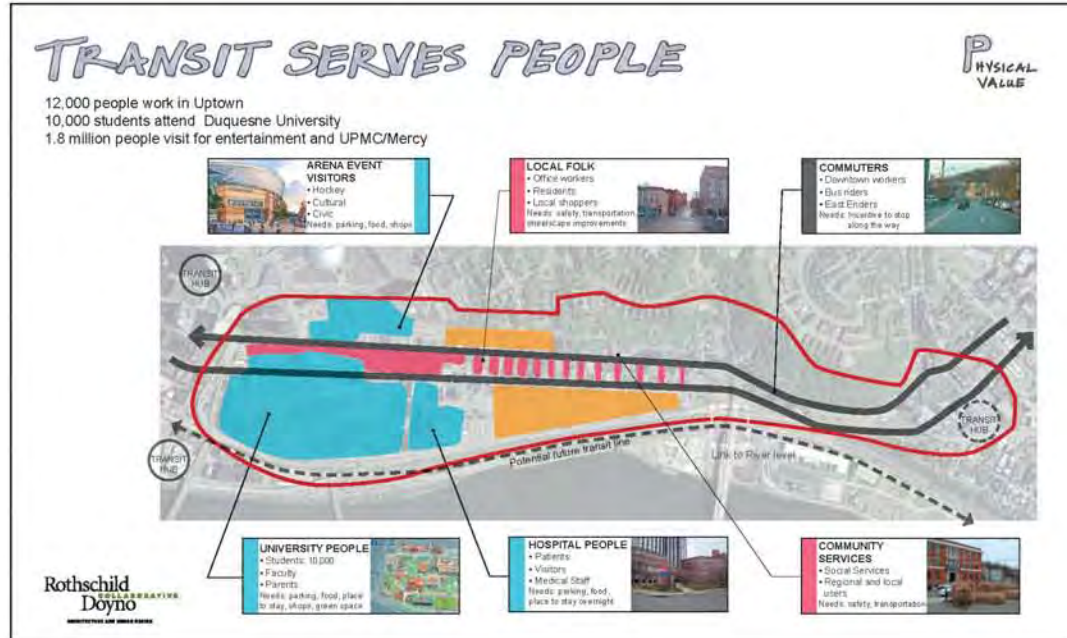 TRANSIT SERVES PEOPLE
PHYSICAL
VALUE
12,000 people work in Uptown
10,000 students attend Duquesne University
1.8 million people visit for entertainment and UPMC/Mercy
ARENA EVENT
VISITORS
• Hockey
• Cultural
• Civic
Needs: parking, food, shops
LOCAL FOLK
• Office workers
• Residents
• Local shoppers
Needs: safety, transportation,
streetscape improvements
COMMUTERS
• Downtown workers
• Bus riders
• East Enders
Needs: Incentive to stop
along the way
TRANSIT
HUB
TRANSIT
HUB
TRANSIT
HUB
Potential future transit line
Link to River level
UNIVERSITY PEOPLE
• Students: 10,000
• Faculty
• Parents
Needs: parking, food, place
to stay, shops, green space
HOSPITAL PEOPLE
• Patients
• Visitors
• Medical Staff
Needs: parking, food,
place to stay overnight
COMMUNITY
SERVICES
• Social Services
• Regional and local
users
Needs: safety, transportation
Rothschild
COLLABORATIVE
Doyno
ARCHITECTURE AND URBAN DESIGN